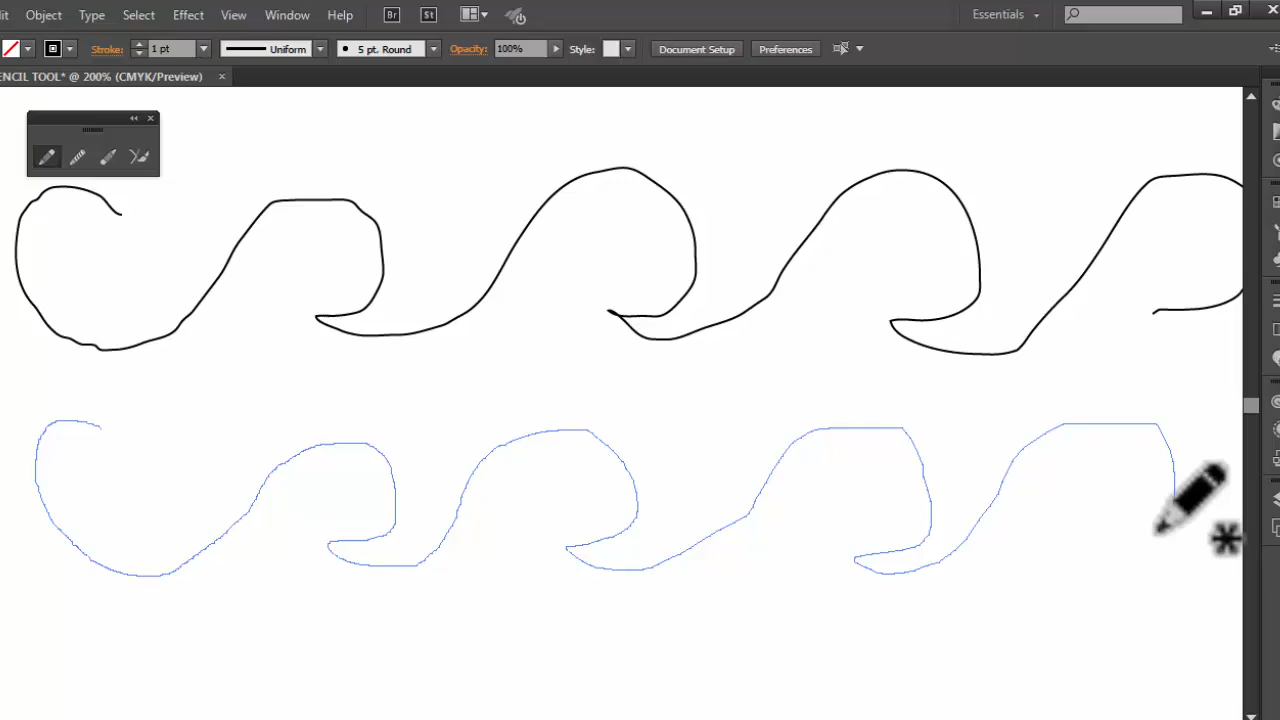 it Object Type Select Effect View Window Help Br St Essentials
Stroke: 1 pt Uniform 5 pt. Round Opacity: 100% Style: Document Setup Preferences
ENCIL TOOL* @ 200% (CMYK/Preview)